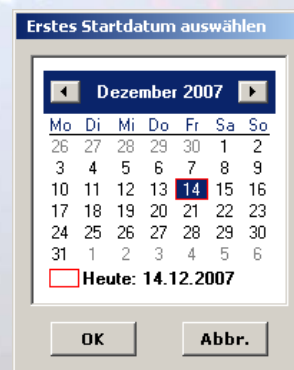 Erstes Startdatum auswählen
Dezember 2007
Mo Di Mi Do Fr Sa So
26 27 28 29 30 1 2
3 4 5 6 7 8 9
10 11 12 13 14 15 16
17 18 19 20 21 22 23
24 25 26 27 28 29 30
31 1 2 3 4 5 6
Heute: 14.12.2007
OK Abbr.